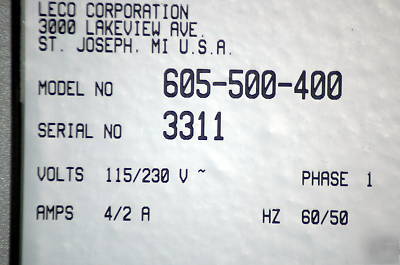 LECO CORPORATION
3000 LAKEVIEW AVE.
ST. JOSEPH, MI U.S.A.
MODEL NO 605-500-400
SERIAL NO 3311
VOLTS 115/230 V ~ PHASE 1
AMPS 4/2 A HZ 60/50